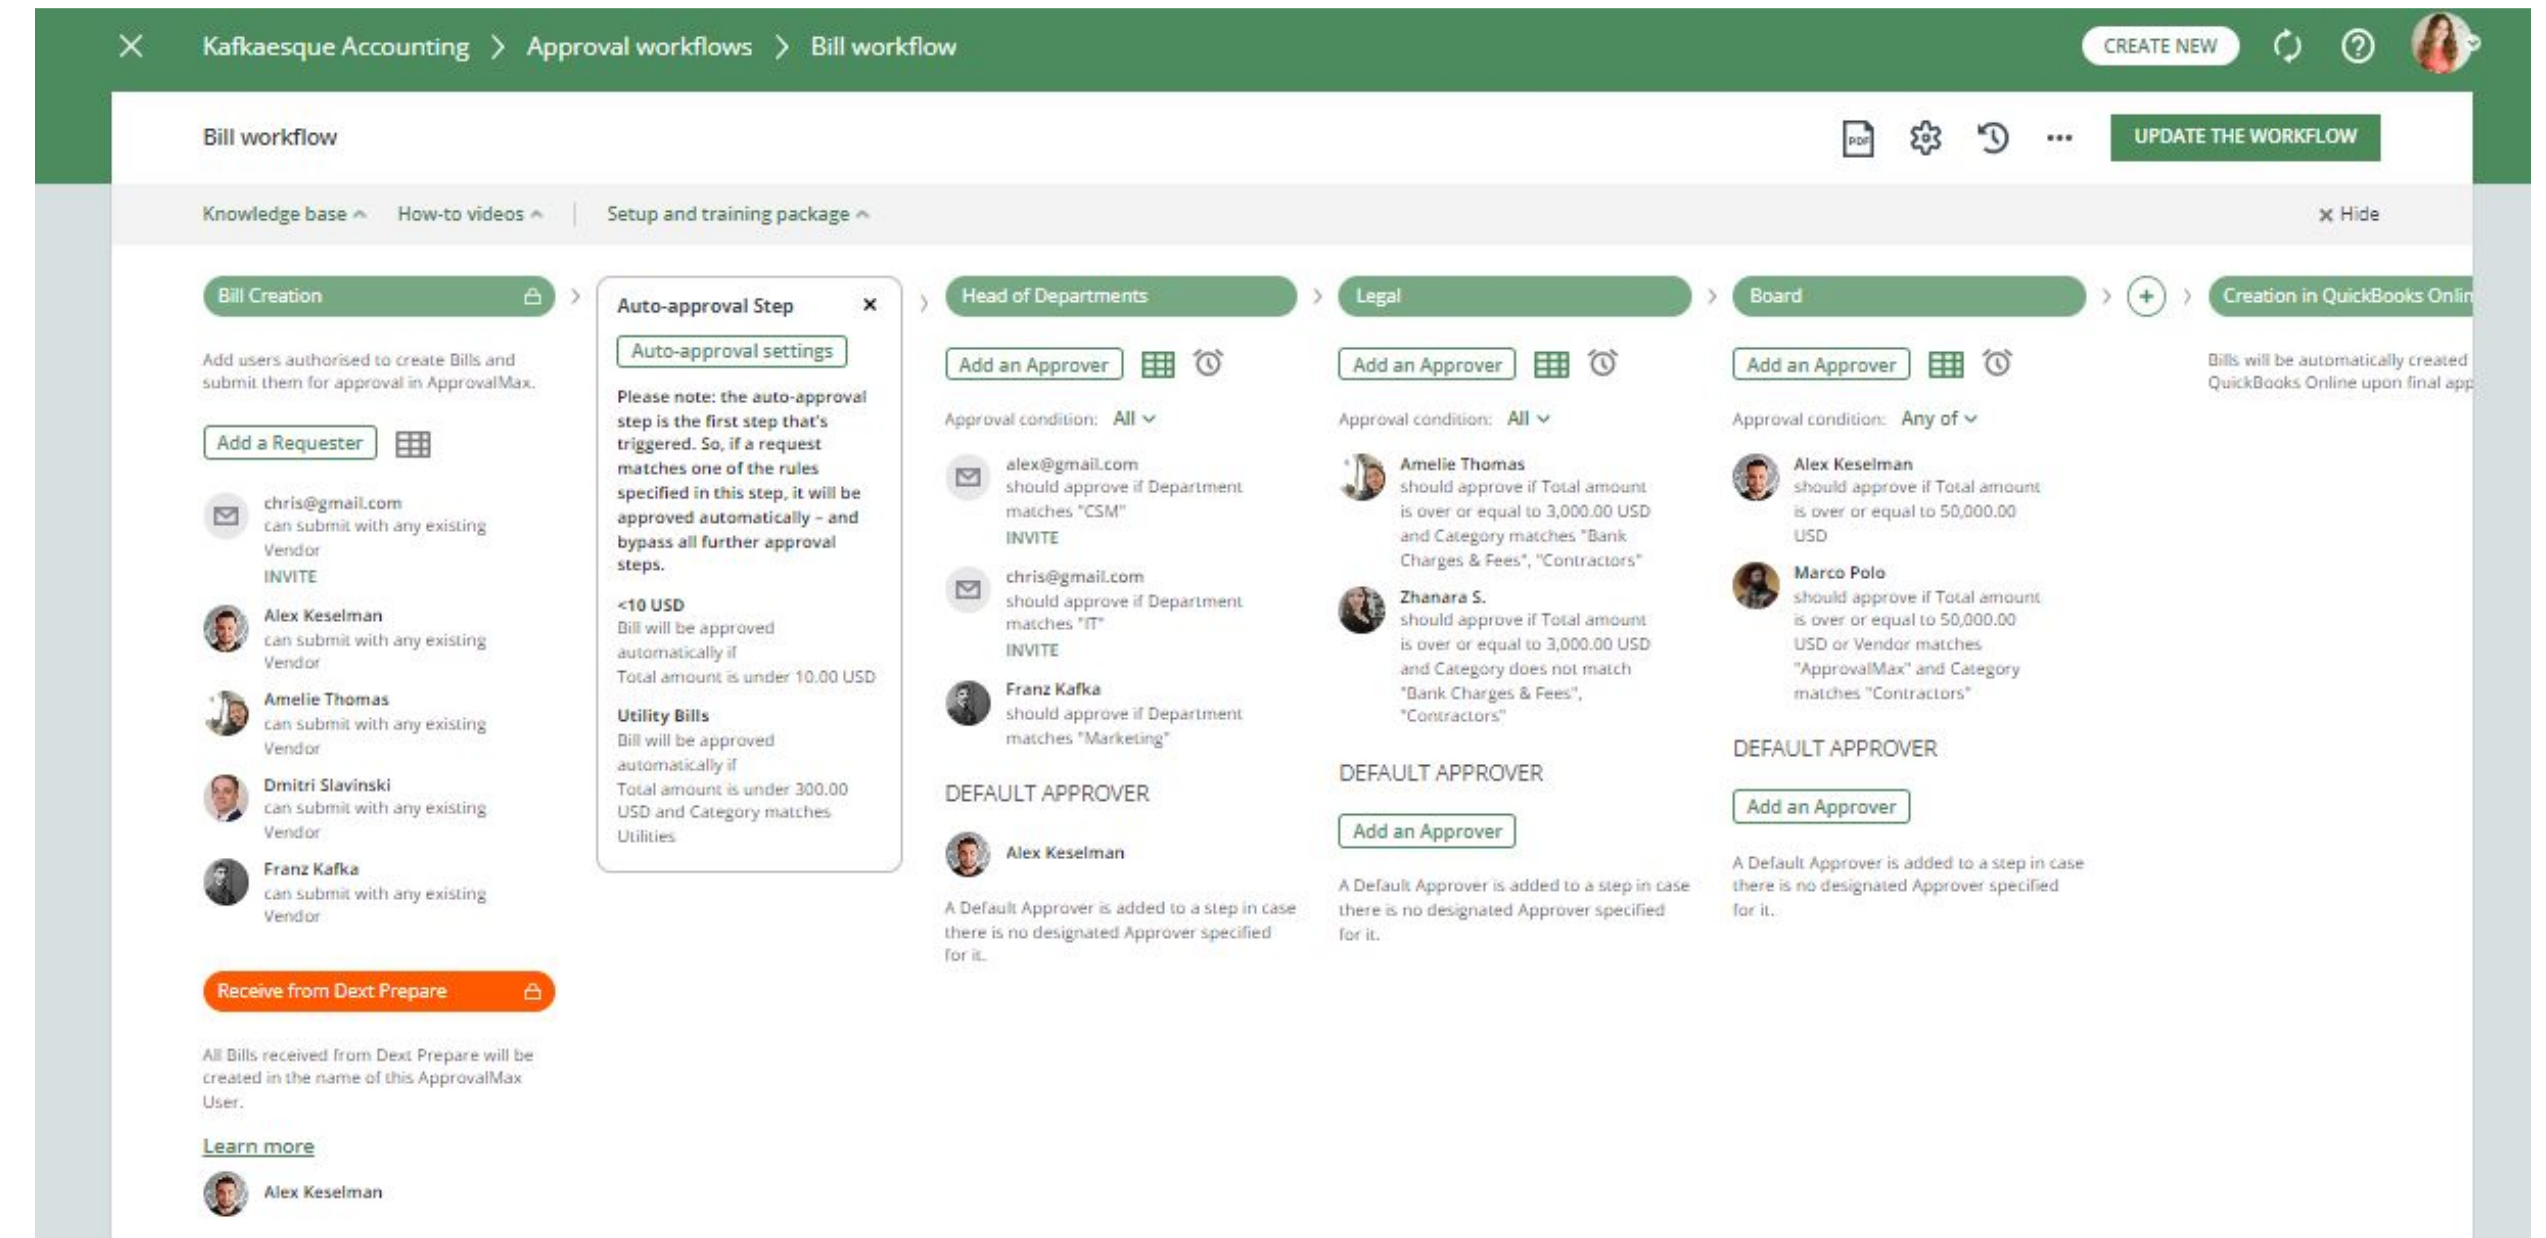 Kafkaesque Accounting > Approval workflows > Bill workflow
CREATE NEW
Bill workflow
PDF
UPDATE THE WORKFLOW
Knowledge base
How-to videos
Setup and training package
Hide
Bill Creation
Add users authorised to create Bills and
submit them for approval in ApprovalMax.
Add a Requester
chris@gmail.com
can submit with any existing
Vendor
INVITE
Alex Keselman
can submit with any existing
Vendor
Amelie Thomas
can submit with any existing
Vendor
Dmitri Slavinski
can submit with any existing
Vendor
Franz Kafka
can submit with any existing
Vendor
Receive from Dext Prepare
All Bills received from Dext Prepare will be
created in the name of this ApprovalMax
User.
Learn more
Alex Keselman
Auto-approval Step
Auto-approval settings
Please note: the auto-approval
step is the first step that's
triggered. So, if a request
matches one of the rules
specified in this step, it will be
approved automatically – and
bypass all further approval
steps.
<10 USD
Bill will be approved
automatically if
Total amount is under 10.00 USD
Utility Bills
Bill will be approved
automatically if
Total amount is under 300.00
USD and Category matches
Utilities
Head of Departments
Add an Approver
Approval condition: All
alex@gmail.com
should approve if Department
matches "CSM"
INVITE
chris@gmail.com
should approve if Department
matches "IT"
INVITE
Franz Kafka
should approve if Department
matches "Marketing"
DEFAULT APPROVER
Alex Keselman
A Default Approver is added to a step in case
there is no designated Approver specified
for it.
Legal
Add an Approver
Approval condition: All
Amelie Thomas
should approve if Total amount
is over or equal to 3,000.00 USD
and Category matches "Bank
Charges & Fees", "Contractors"
Zhanara S.
should approve if Total amount
is over or equal to 3,000.00 USD
and Category does not match
"Bank Charges & Fees",
"Contractors"
DEFAULT APPROVER
Add an Approver
A Default Approver is added to a step in case
there is no designated Approver specified
for it.
Board
Add an Approver
Approval condition: Any of
Alex Keselman
should approve if Total amount
is over or equal to 50,000.00
USD
Marco Polo
should approve if Total amount
is over or equal to 50,000.00
USD or Vendor matches
"ApprovalMax" and Category
matches "Contractors"
DEFAULT APPROVER
Add an Approver
A Default Approver is added to a step in case
there is no designated Approver specified
for it.
Creation in QuickBooks Onlin
Bills will be automatically created
QuickBooks Online upon final app